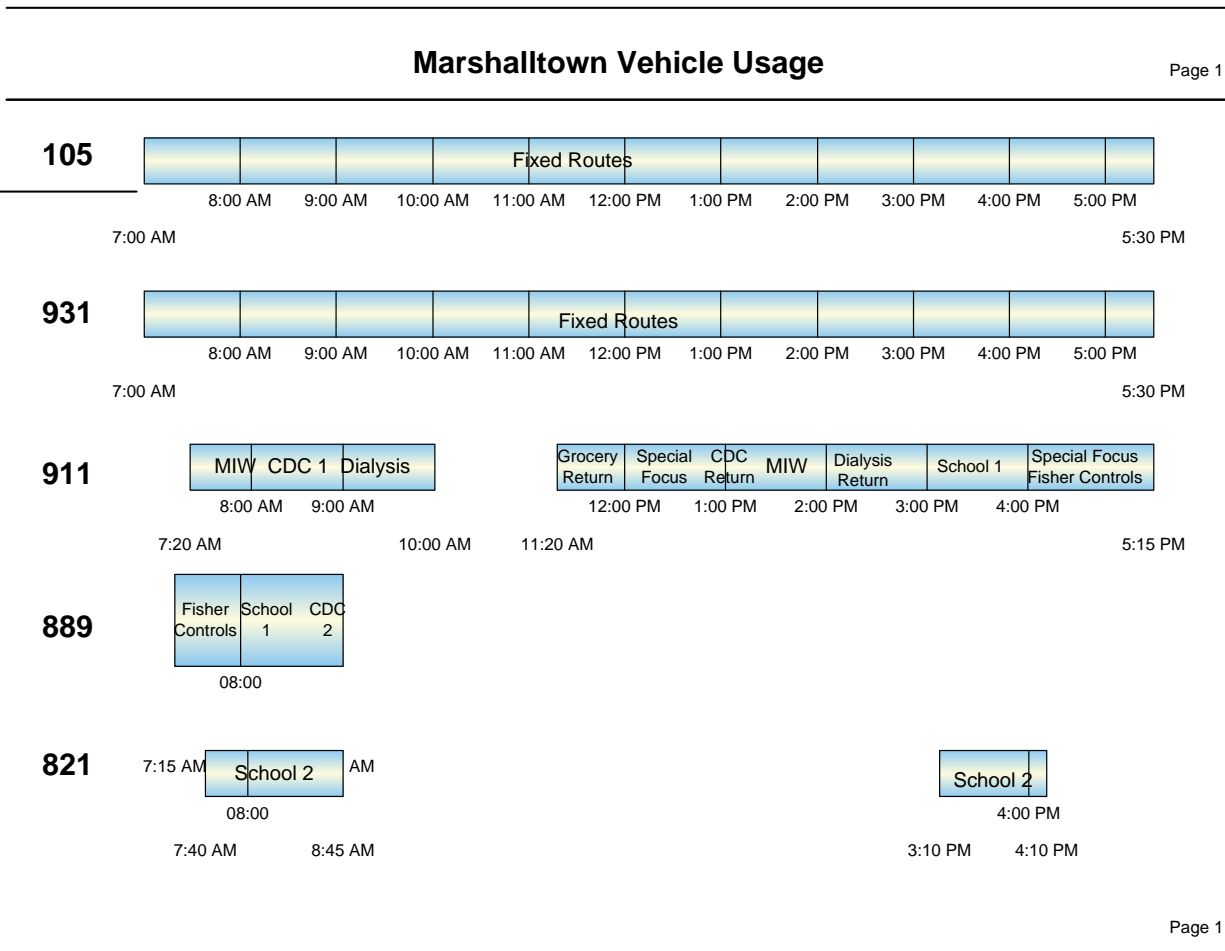 Marshalltown Vehicle Usage
Page 1
105
Fixed Routes
8:00 AM 9:00 AM 10:00 AM 11:00 AM 12:00 PM 1:00 PM 2:00 PM 3:00 PM 4:00 PM 5:00 PM
7:00 AM 5:30 PM
931
Fixed Routes
8:00 AM 9:00 AM 10:00 AM 11:00 AM 12:00 PM 1:00 PM 2:00 PM 3:00 PM 4:00 PM 5:00 PM
7:00 AM 5:30 PM
911
MIW CDC 1 Dialysis
Grocery
Return
Special
Focus
CDC
Return
MIW
Dialysis
Return
School 1
Special Focus
Fisher Controls
8:00 AM 9:00 AM 12:00 PM 1:00 PM 2:00 PM 3:00 PM 4:00 PM
7:20 AM 10:00 AM 11:20 AM 5:15 PM
889
Fisher
Controls
School
1
CDC
2
08:00
821
7:15 AM
School 2
AM
School 2
08:00 4:00 PM
7:40 AM 8:45 AM 3:10 PM 4:10 PM
Page 1